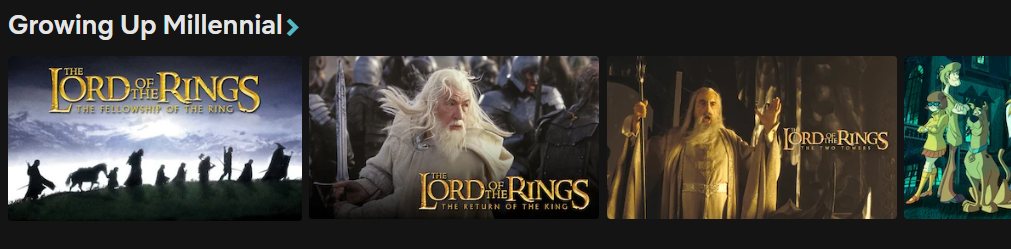 Growing Up Millennial
THE
LORD OF THE RINGS
THE FELLOWSHIP OF THE RING
THE
LORD OF THE RINGS
THE RETURN OF THE KING
THE
LORD OF THE RINGS
THE TWO TOWERS